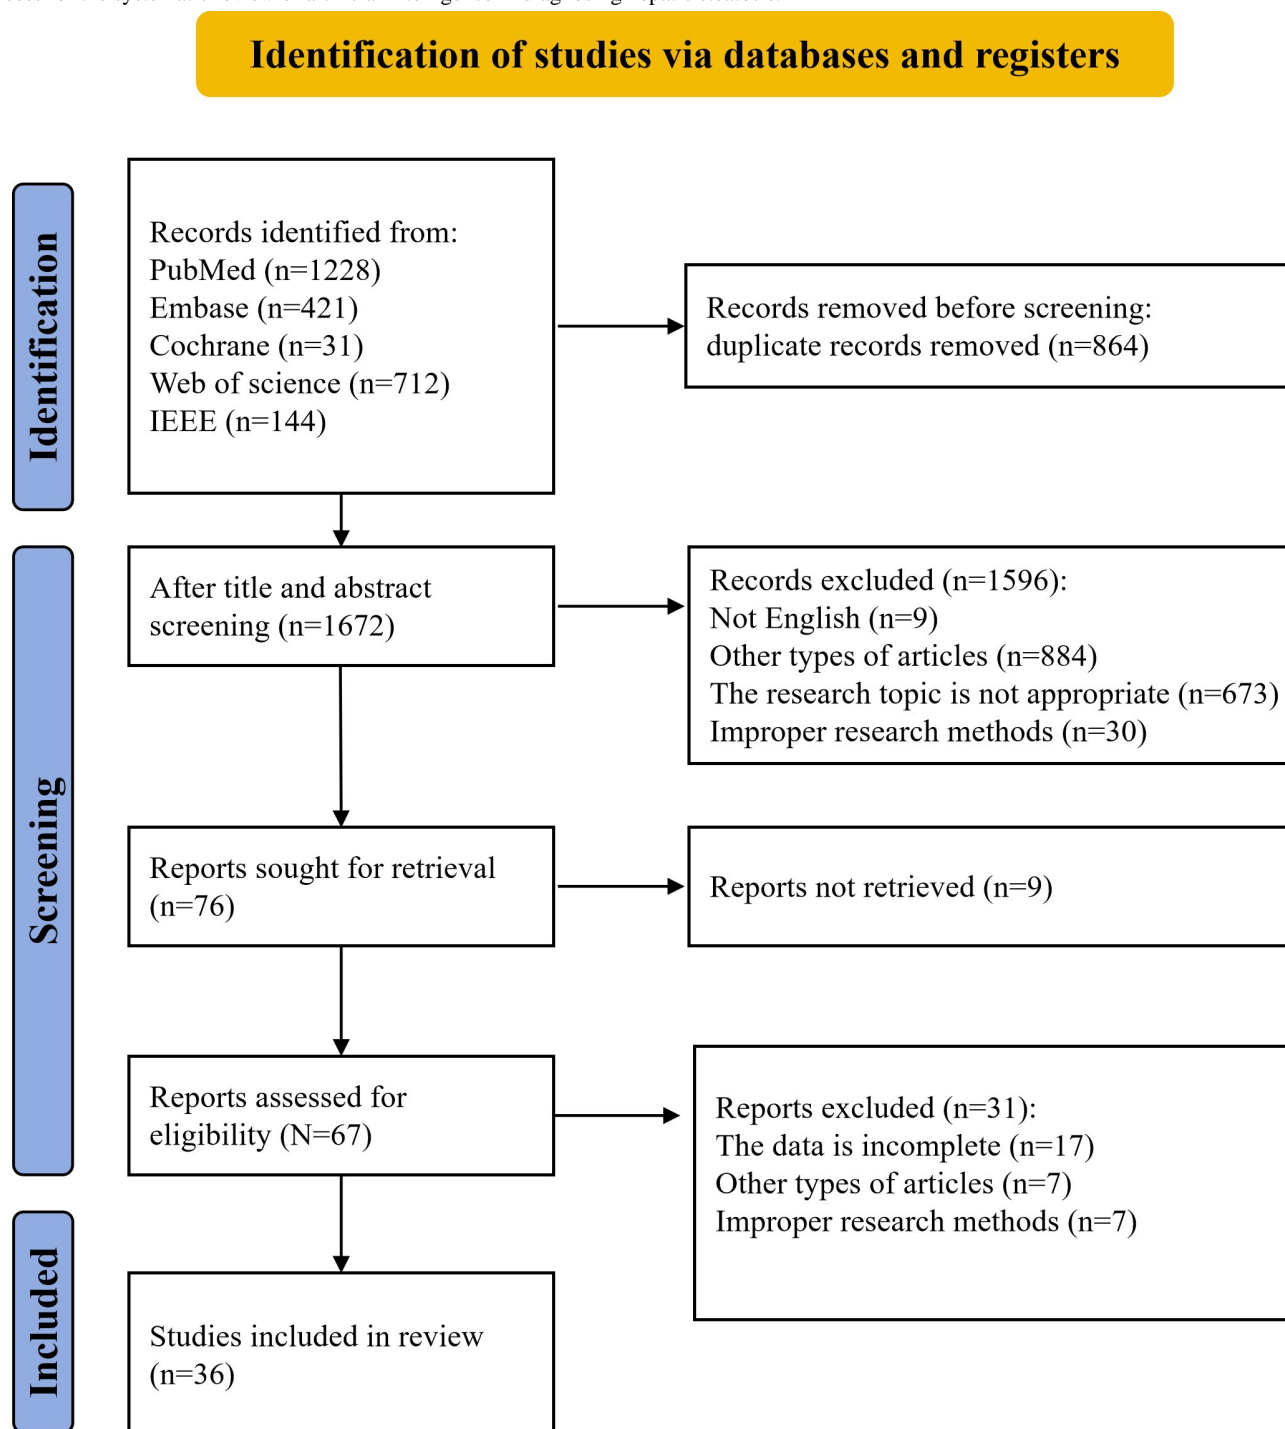 Identification of studies via databases and registers
Identification
Records identified from:
PubMed (n=1228)
Embase (n=421)
Cochrane (n=31)
Web of science (n=712)
IEEE (n=144)
Records removed before screening:
duplicate records removed (n=864)
Screening
After title and abstract
screening (n=1672)
Records excluded (n=1596):
Not English (n=9)
Other types of articles (n=884)
The research topic is not appropriate (n=673)
Improper research methods (n=30)
Reports sought for retrieval
(n=76)
Reports not retrieved (n=9)
Reports assessed for
eligibility (N=67)
Reports excluded (n=31):
The data is incomplete (n=17)
Other types of articles (n=7)
Improper research methods (n=7)
Included
Studies included in review
(n=36)